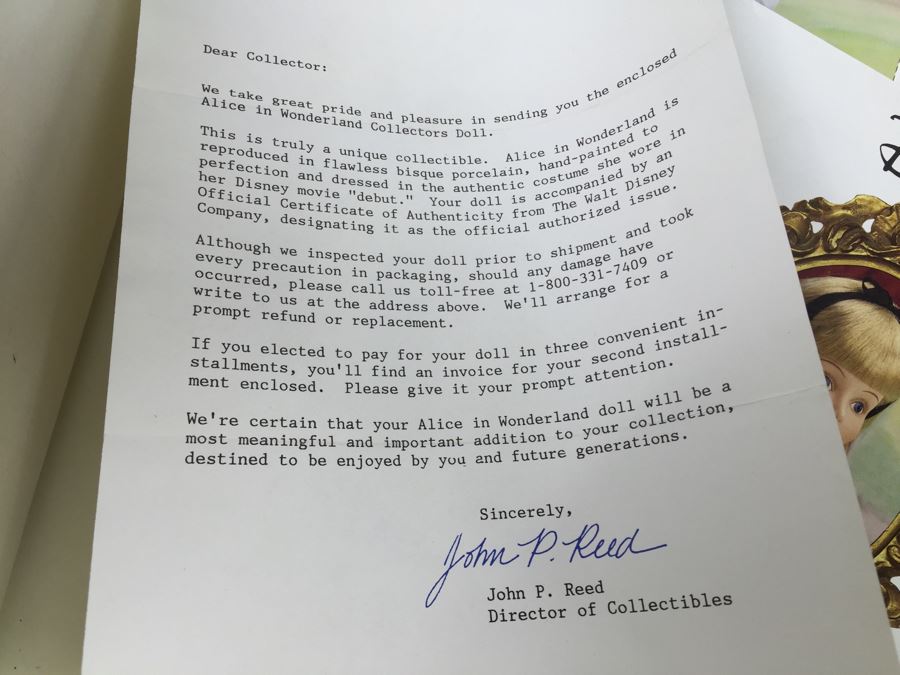 Dear Collector:
We take great pride and pleasure in sending you the enclosed
Alice in Wonderland Collectors Doll.
This is truly a unique collectible. Alice in Wonderland is
reproduced in flawless bisque porcelain, hand-painted to
perfection and dressed in the authentic costume she wore in
her Disney movie "debut." Your doll is accompanied by an
Official Certificate of Authenticity from The Walt Disney
Company, designating it as the official authorized issue.
Although we inspected your doll prior to shipment and took
every precaution in packaging, should any damage have
occurred, please call us toll-free at 1-800-331-7409 or
write to us at the address above. We'll arrange for a
prompt refund or replacement.
If you elected to pay for your doll in three convenient in-
stallments, you'll find an invoice for your second install-
ment enclosed. Please give it your prompt attention.
We're certain that your Alice in Wonderland doll will be a
most meaningful and important addition to your collection,
destined to be enjoyed by you and future generations.
Sincerely,
John P. Reed
John P. Reed
Director of Collectibles